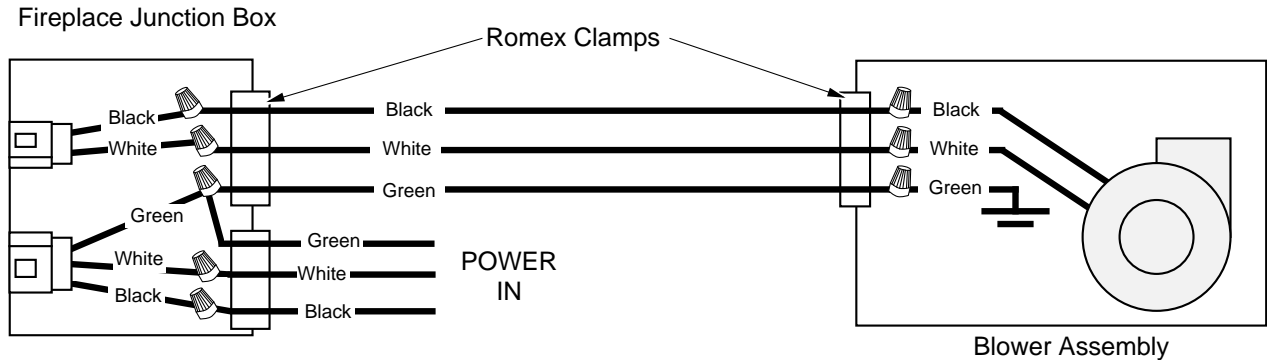 Fireplace Junction Box
Romex Clamps
Black
Black
Black
White
White
White
Green
Green
Green
Green
White
White
POWER
IN
Black
Black
Blower Assembly